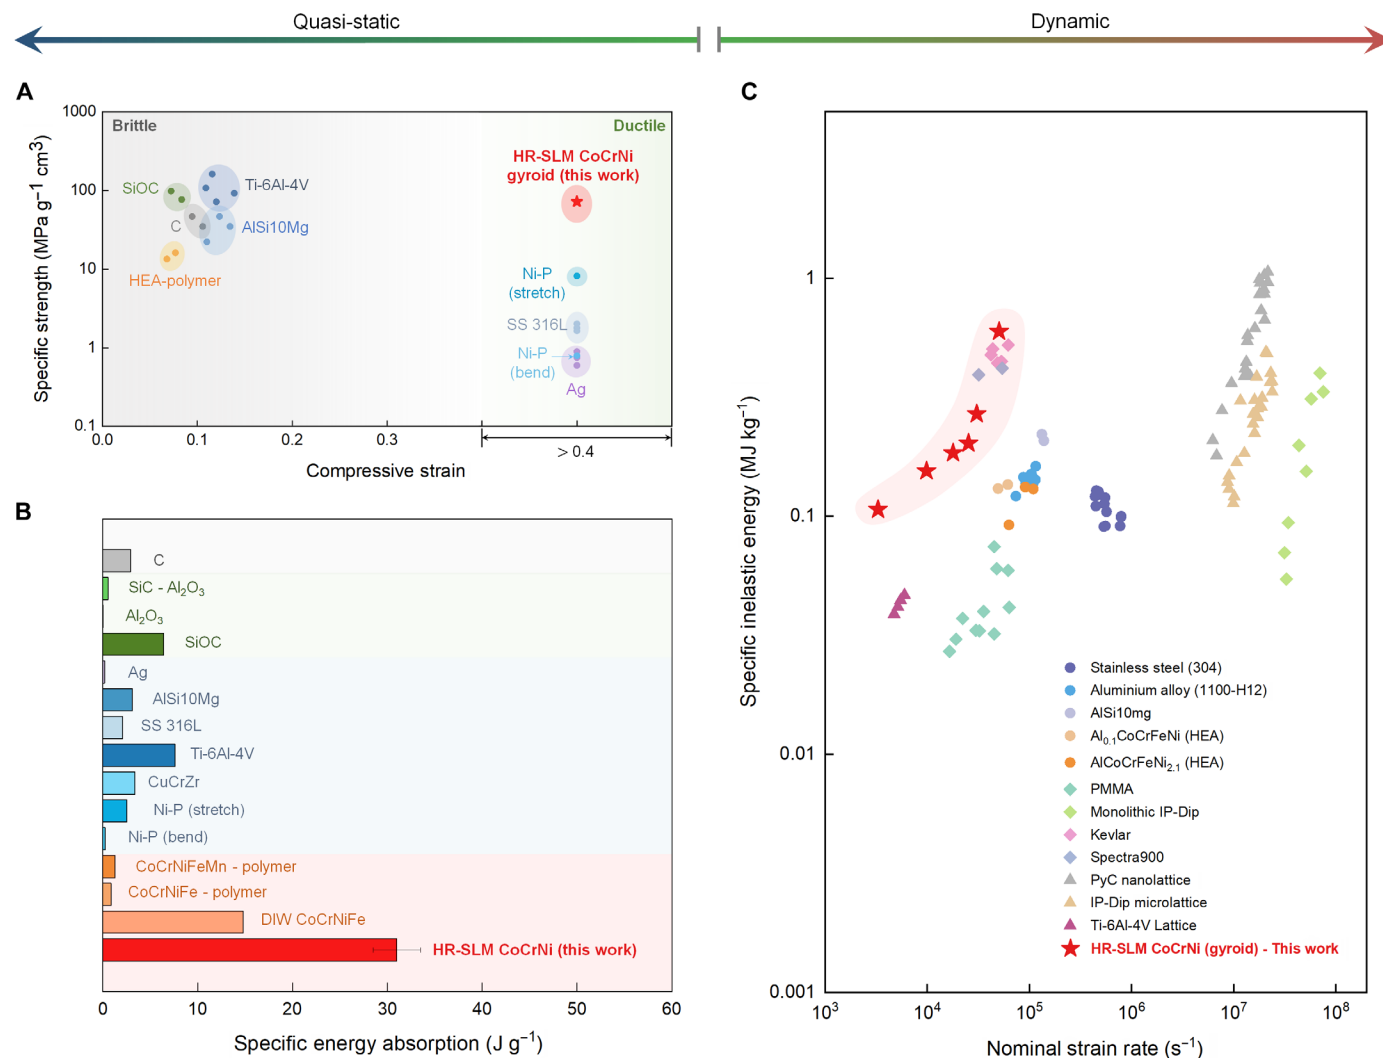 Quasi-static
Dynamic
A
Specific strength (MPa g⁻¹ cm3)
1000
100
10
1
0.1
Brittle
Ductile
HR-SLM CoCrNi
gyroid (this work)
SiOC
Ti-6Al-4V
C
AlSi10Mg
HEA-polymer
Ni-P
(stretch)
SS 316L
Ni-P
(bend)
Ag
0.0
0.1
0.2
0.3
> 0.4
Compressive strain
B
C
SiC - Al₂O₃
Al₂O₃
SiOC
Ag
AlSi10Mg
SS 316L
Ti-6Al-4V
CuCrZr
Ni-P (stretch)
Ni-P (bend)
CoCrNiFeMn - polymer
CoCrNiFe - polymer
DIW CoCrNiFe
HR-SLM CoCrNi (this work)
0
10
20
30
40
50
60
Specific energy absorption (J g⁻¹)
C
Specific inelastic energy (MJ kg⁻¹)
1
0.1
0.01
0.001
Stainless steel (304)
Aluminium alloy (1100-H12)
AlSi10mg
Al₀.₁CoCrFeNi (HEA)
AlCoCrFeNi₂.₁ (HEA)
PMMA
Monolithic IP-Dip
Kevlar
Spectra900
PyC nanolattice
IP-Dip microlattice
Ti-6Al-4V Lattice
HR-SLM CoCrNi (gyroid) - This work
10³
10⁴
10⁵
10⁶
10⁷
10⁸
Nominal strain rate (s⁻¹)